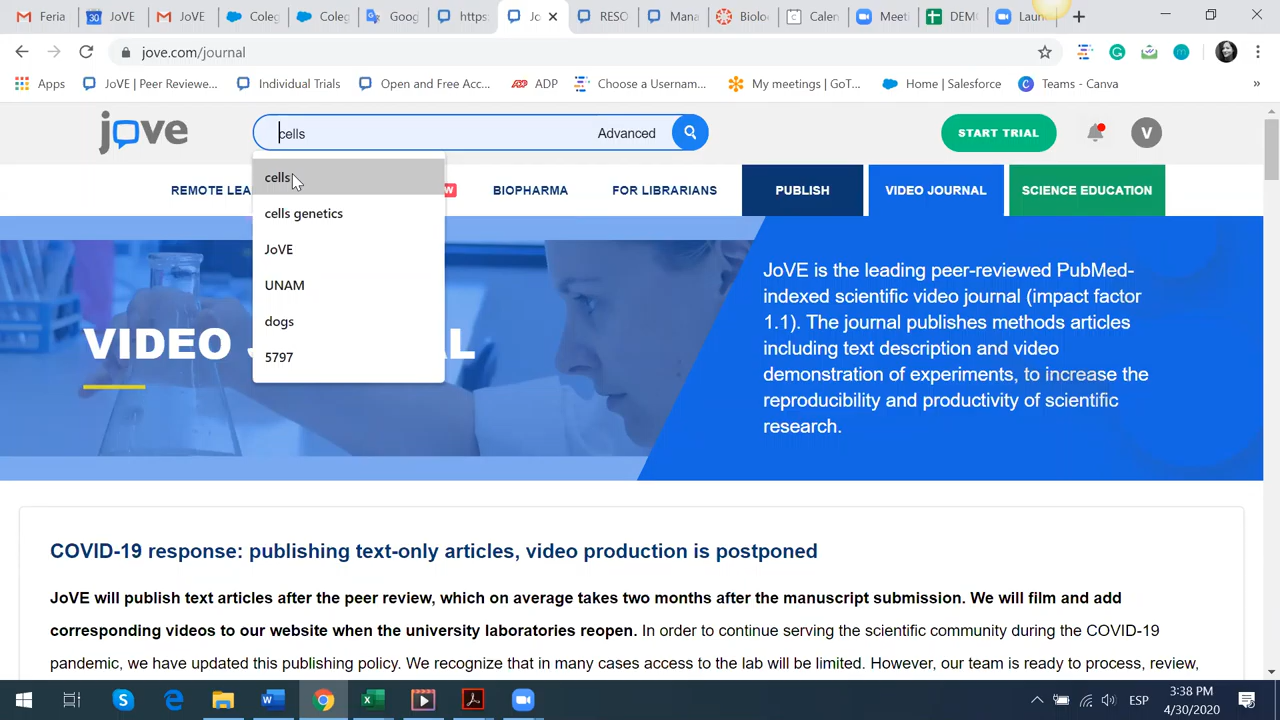 Feria
JoVE
JoVE
Coleg
Coleg
Goog
https:
Jo
RESO
Mana
Biolo
Calen
Meeti
DEMO
Laun
jove.com/journal
Apps
JoVE | Peer Reviewe...
Individual Trials
Open and Free Acc...
ADP
Choose a Usernam...
My meetings | GoT...
Home | Salesforce
Teams - Canva
»
jove
cells
Advanced
START TRIAL
V
cells
cells genetics
JoVE
UNAM
dogs
5797
REMOTE LEA
W
BIOPHARMA
FOR LIBRARIANS
PUBLISH
VIDEO JOURNAL
SCIENCE EDUCATION
VIDEO J L
JoVE is the leading peer-reviewed PubMed-
indexed scientific video journal (impact factor
1.1). The journal publishes methods articles
including text description and video
demonstration of experiments, to increase the
reproducibility and productivity of scientific
research.
COVID-19 response: publishing text-only articles, video production is postponed
JoVE will publish text articles after the peer review, which on average takes two months after the manuscript submission. We will film and add
corresponding videos to our website when the university laboratories reopen. In order to continue serving the scientific community during the COVID-19
pandemic, we have updated this publishing policy. We recognize that in many cases access to the lab will be limited. However, our team is ready to process, review,
ESP
3:38 PM
4/30/2020